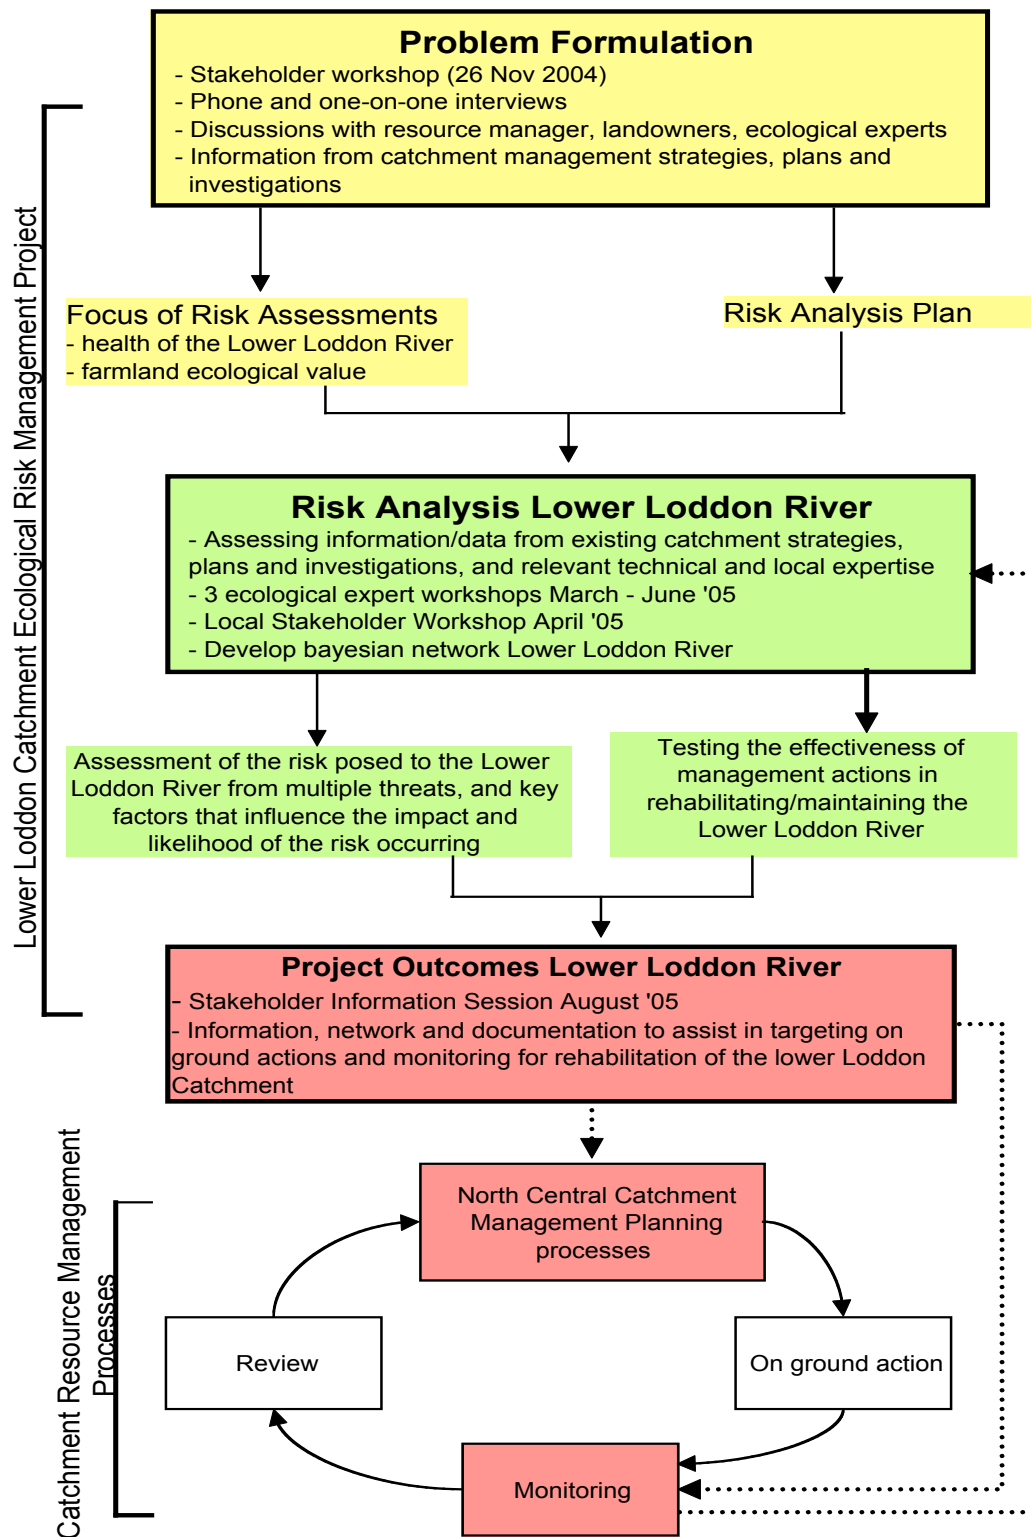 Problem Formulation
- Stakeholder workshop (26 Nov 2004)
- Phone and one-on-one interviews
- Discussions with resource manager, landowners, ecological experts
- Information from catchment management strategies, plans and
investigations
Lower Loddon Catchment Ecological Risk Management Project
Focus of Risk Assessments
- health of the Lower Loddon River
- farmland ecological value
Risk Analysis Plan
Risk Analysis Lower Loddon River
- Assessing information/data from existing catchment strategies,
plans and investigations, and relevant technical and local expertise
- 3 ecological expert workshops March - June '05
- Local Stakeholder Workshop April '05
- Develop bayesian network Lower Loddon River
Assessment of the risk posed to the Lower
Loddon River from multiple threats, and key
factors that influence the impact and
likelihood of the risk occurring
Testing the effectiveness of
management actions in
rehabilitating/maintaining the
Lower Loddon River
Project Outcomes Lower Loddon River
- Stakeholder Information Session August '05
- Information, network and documentation to assist in targeting on
ground actions and monitoring for rehabilitation of the lower Loddon
Catchment
Catchment Resource Management
Processes
North Central Catchment
Management Planning
processes
Review
On ground action
Monitoring